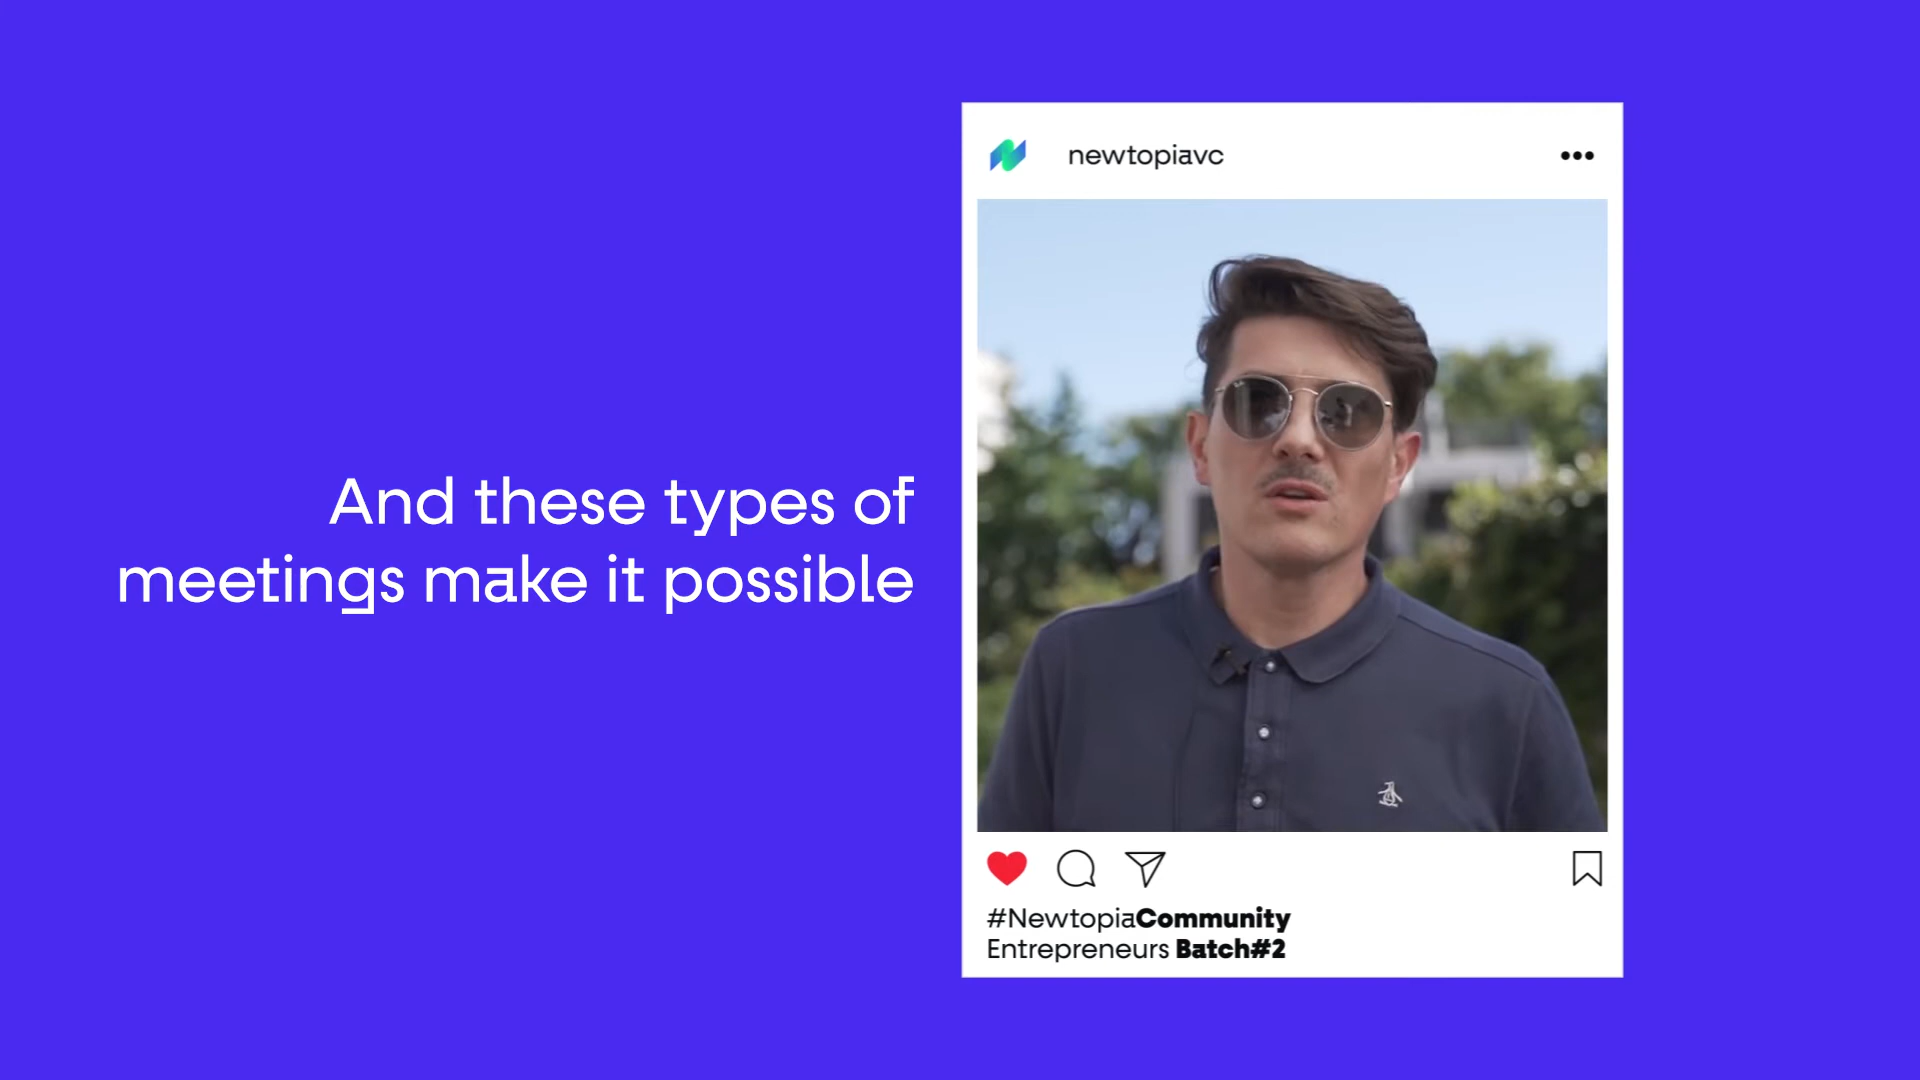 And these types of
meetings make it possible
newtopiavc
#NewtopiaCommunity
Entrepreneurs Batch#2